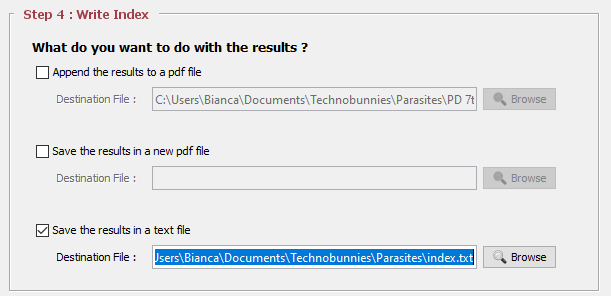 Step 4 : Write Index
What do you want to do with the results ?
Append the results to a pdf file
Destination File :
C:\Users\Bianca\Documents\Technobunnies\Parasites\PD 7t
Browse
Save the results in a new pdf file
Destination File :
Browse
Save the results in a text file
Destination File :
Users\Bianca\Documents\Technobunnies\Parasites\index.txt
Browse